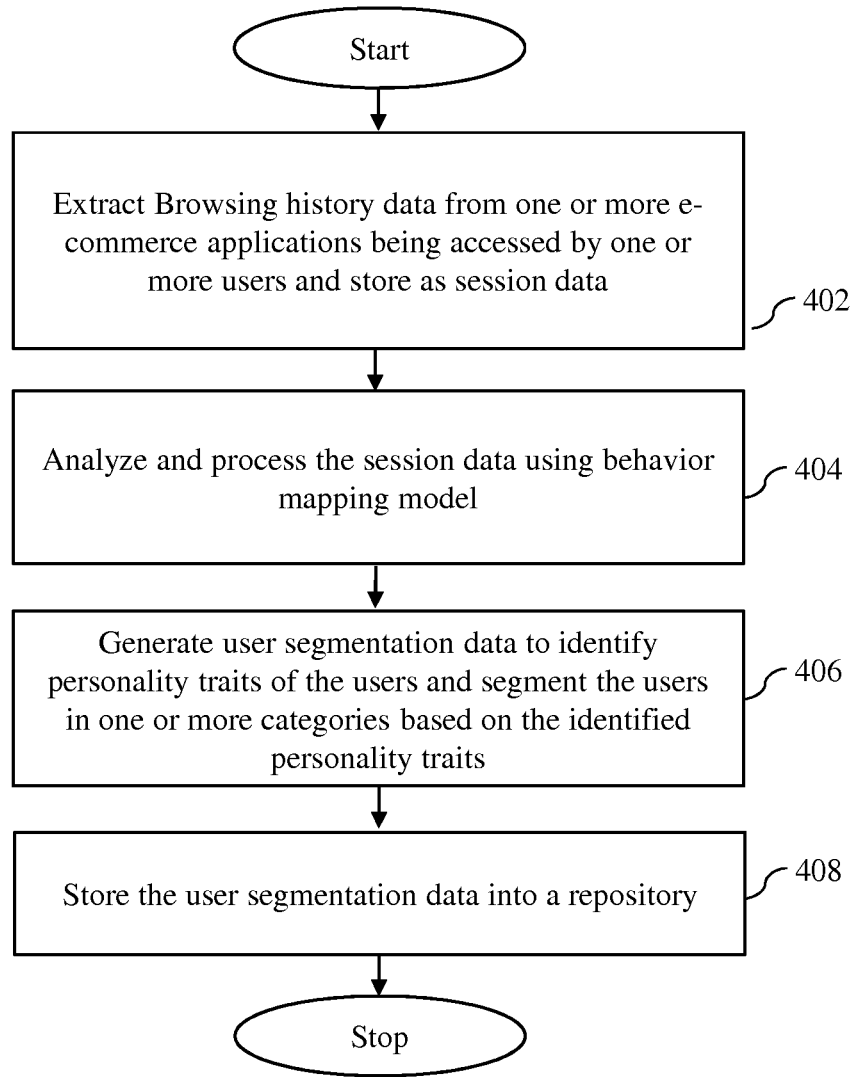 Start
Extract Browsing history data from one or more e-
commerce applications being accessed by one or
more users and store as session data
402
Analyze and process the session data using behavior
mapping model
404
Generate user segmentation data to identify
personality traits of the users and segment the users
in one or more categories based on the identified
personality traits
406
Store the user segmentation data into a repository
408
Stop